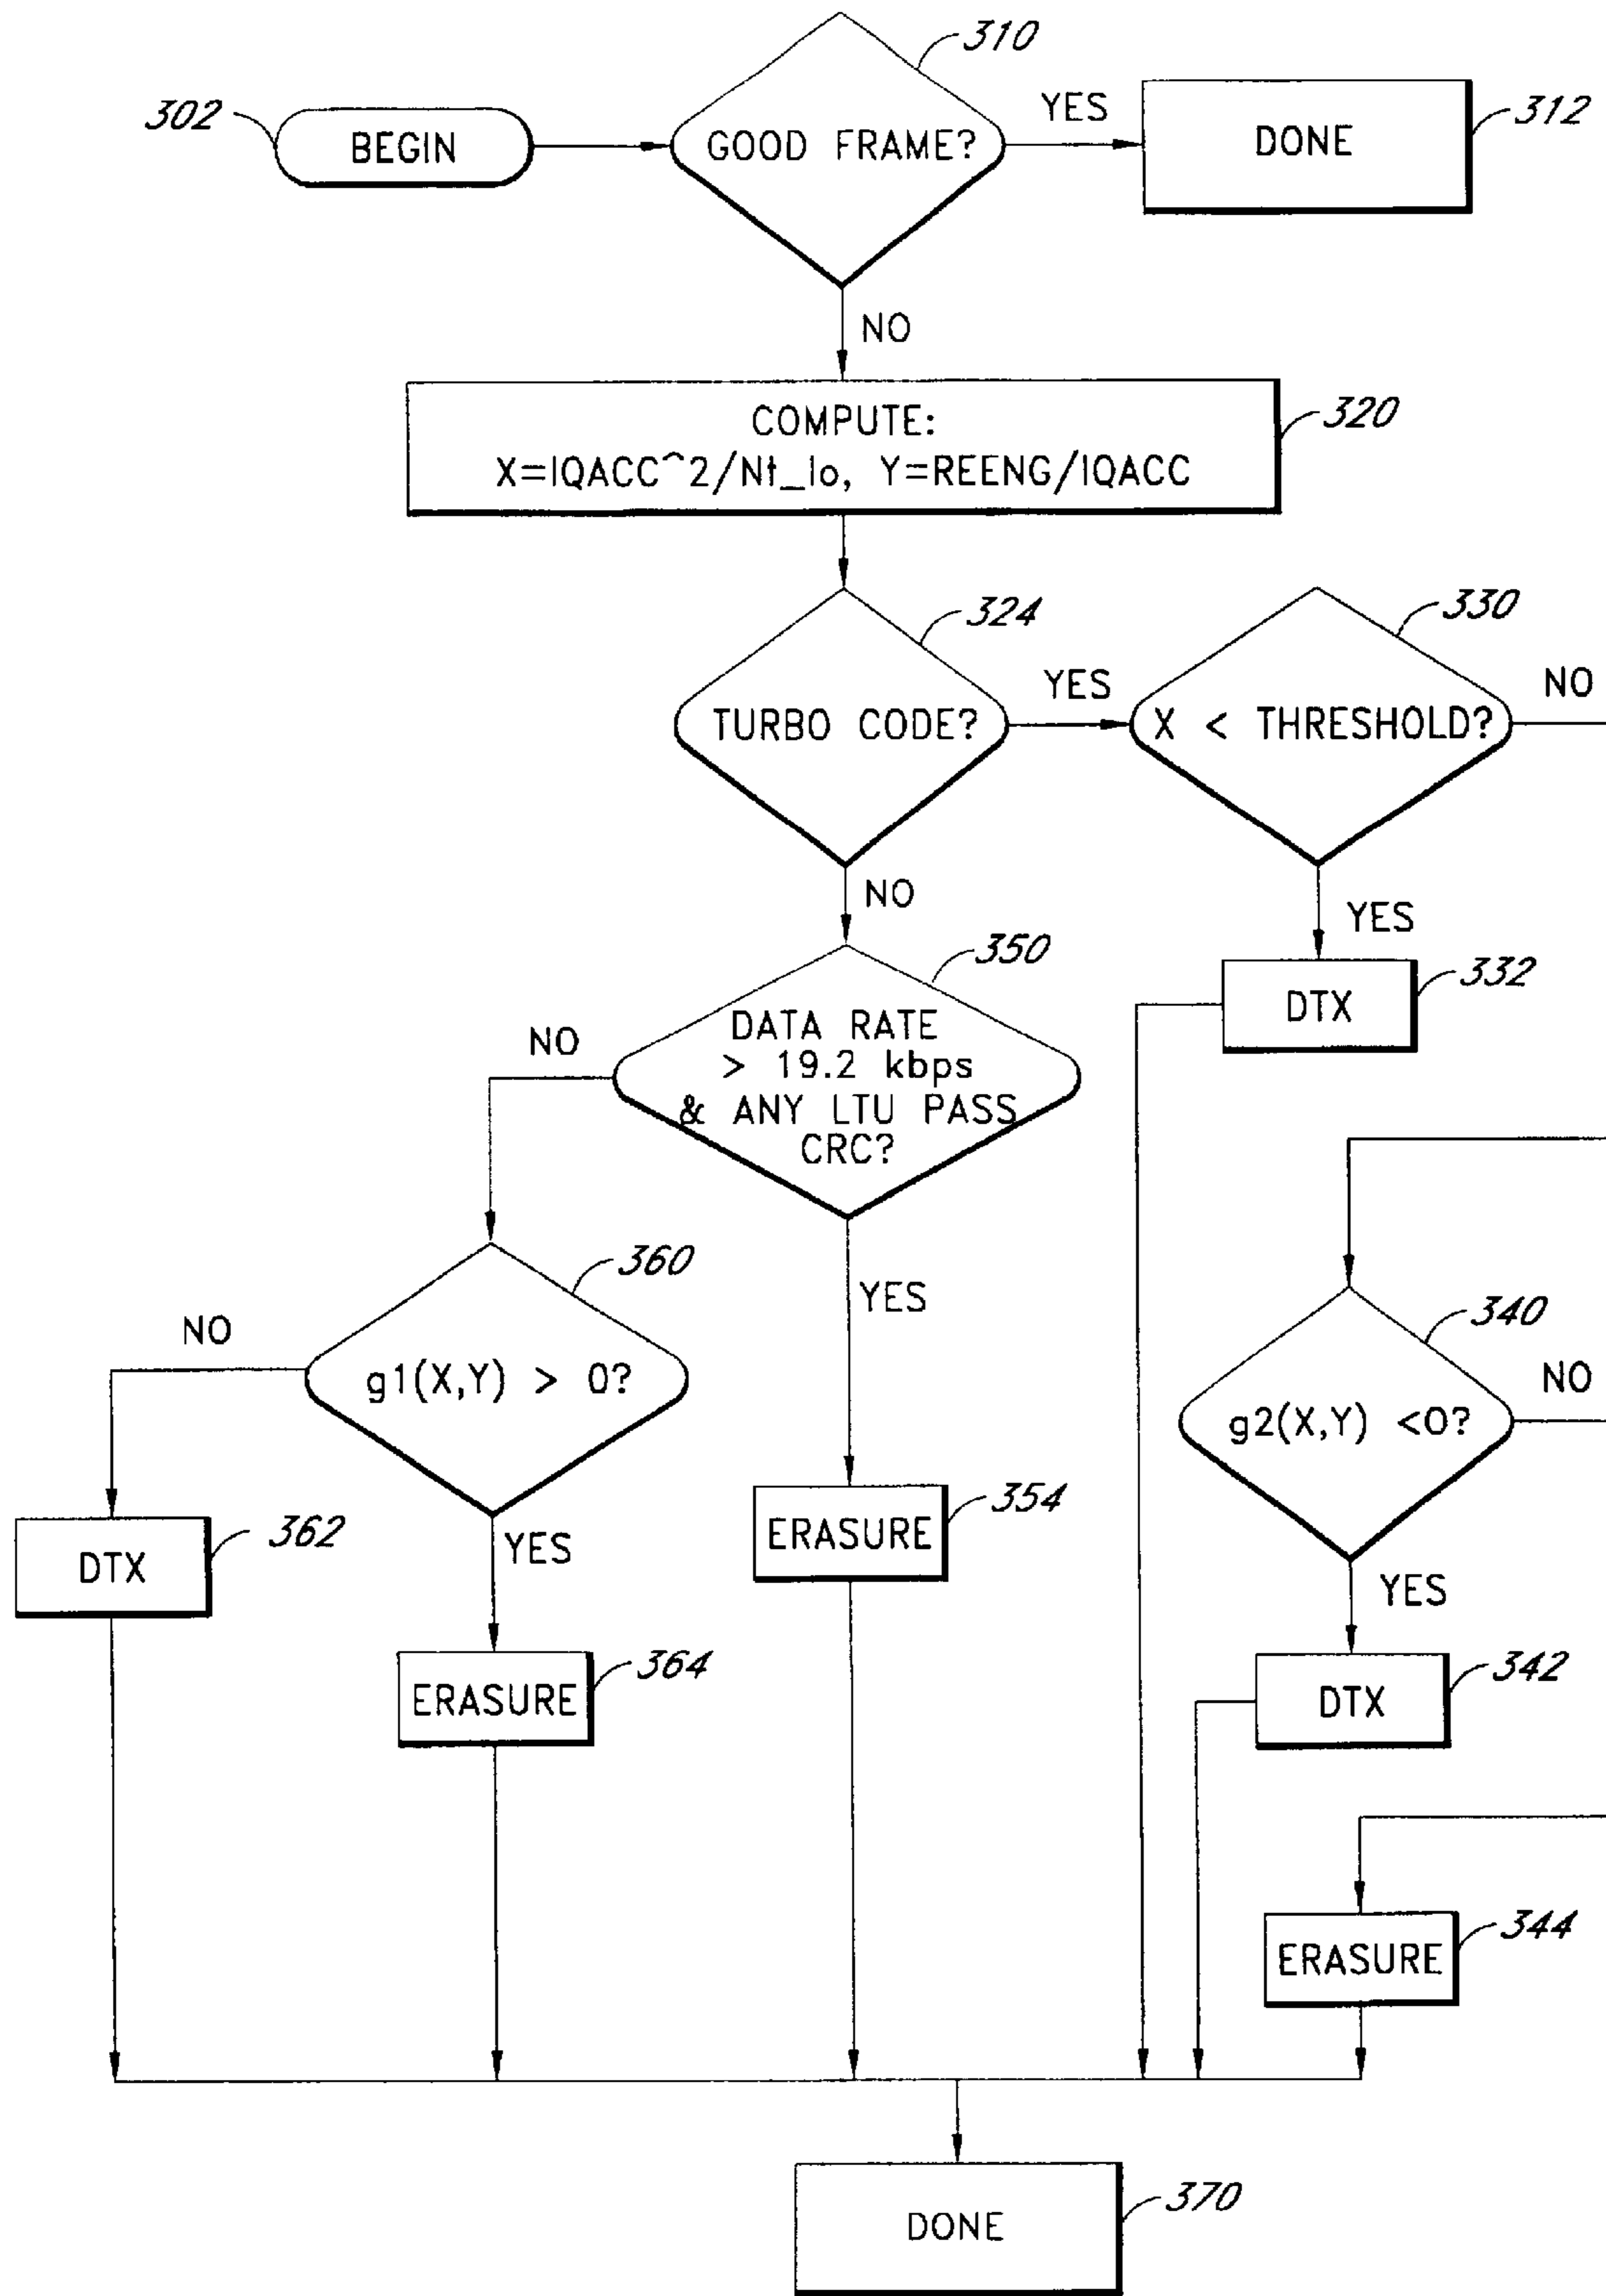 310
302
BEGIN
GOOD FRAME?
YES
DONE
312
NO
COMPUTE:
X=IQACC^2/Nt_Io, Y=REENG/IQACC
320
324
330
TURBO CODE?
YES
X < THRESHOLD?
NO
NO
YES
350
332
DTX
DATA RATE
> 19.2 kbps
& ANY LTU PASS
CRC?
NO
360
YES
340
NO
g1(X,Y) > 0?
g2(X,Y) <0?
NO
354
ERASURE
362
DTX
YES
YES
364
ERASURE
342
DTX
344
ERASURE
370
DONE